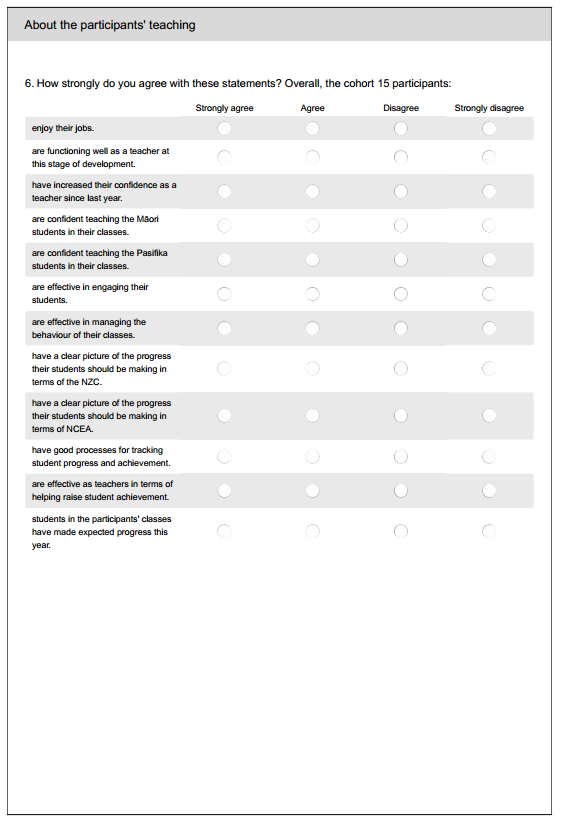 About the participants' teaching
6. How strongly do you agree with these statements? Overall, the cohort 15 participants:
Strongly agree Agree Disagree Strongly disagree
enjoy their jobs.
are functioning well as a teacher at
this stage of development.
have increased their confidence as a
teacher since last year.
are confident teaching the Māori
students in their classes.
are confident teaching the Pasifika
students in their classes.
are effective in engaging their
students.
are effective in managing the
behaviour of their classes.
have a clear picture of the progress
their students should be making in
terms of the NZC.
have a clear picture of the progress
their students should be making in
terms of NCEA.
have good processes for tracking
student progress and achievement.
are effective as teachers in terms of
helping raise student achievement.
students in the participants' classes
have made expected progress this
year.